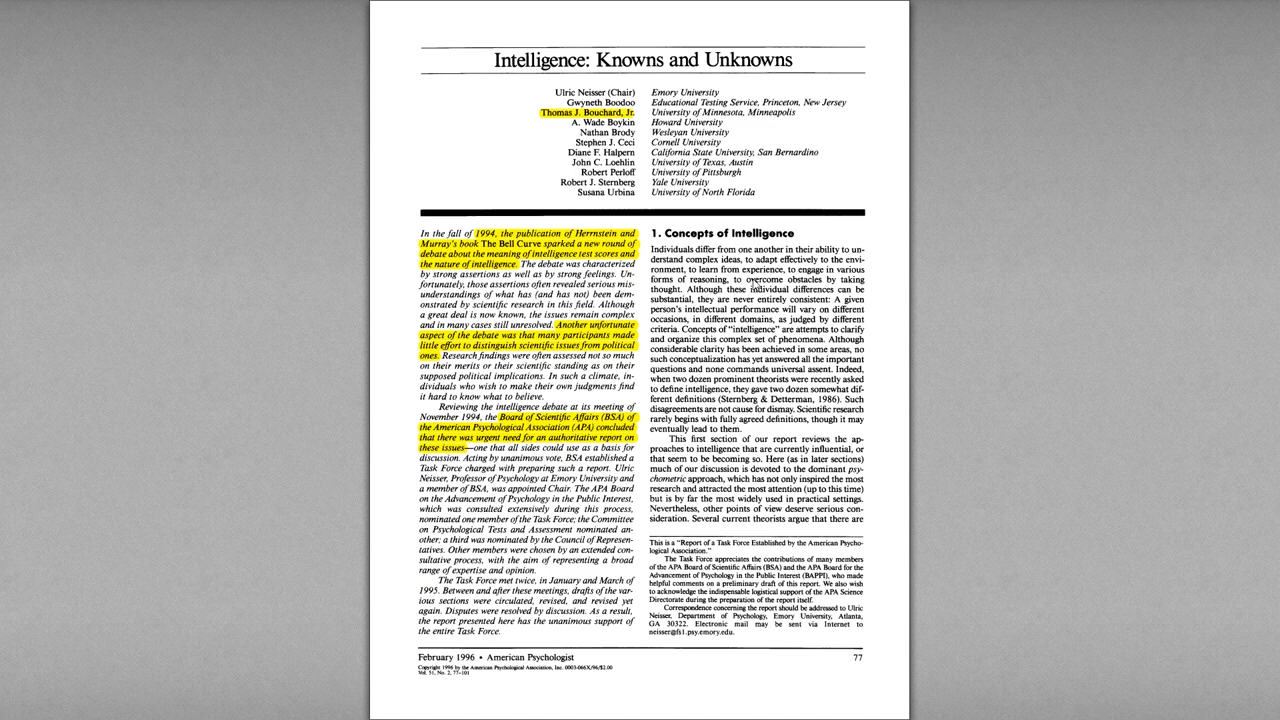 Intelligence: Knowns and Unknowns
Ulric Neisser (Chair) Emory University
Gwyneth Boodoo Educational Testing Service, Princeton, New Jersey
Thomas J. Bouchard, Jr. University of Minnesota, Minneapolis
A. Wade Boykin Howard University
Nathan Brody Wesleyan University
Stephen J. Ceci Cornell University
Diane F. Halpern California State University, San Bernardino
John C. Loehlin University of Texas, Austin
Robert Perloff University of Pittsburgh
Robert J. Sternberg Yale University
Susana Urbina University of North Florida
In the fall of 1994, the publication of Herrnstein and
Murray's book The Bell Curve sparked a new round of
debate about the meaning of intelligence test scores and
the nature of intelligence. The debate was characterized
by strong assertions as well as by strong feelings. Un-
fortunately, those assertions often revealed serious mis-
understandings of what has (and has not) been dem-
onstrated by scientific research in this field. Although
a great deal is now known, the issues remain complex
and in many cases still unresolved. Another unfortunate
aspect of the debate was that many participants made
little effort to distinguish scientific issues from political
ones. Research findings were often assessed not so much
on their merits or their scientific standing as on their
supposed political implications. In such a climate, in-
dividuals who wish to make their own judgments find
it hard to know what to believe.
Reviewing the intelligence debate at its meeting of
November 1994, the Board of Scientific Affairs (BSA) of
the American Psychological Association (APA) concluded
that there was urgent need for an authoritative report on
these issues—one that all sides could use as a basis for
discussion. Acting by unanimous vote, BSA established a
Task Force charged with preparing such a report. Ulric
Neisser, Professor of Psychology at Emory University and
a member of BSA, was appointed Chair. The APA Board
on the Advancement of Psychology in the Public Interest,
which was consulted extensively during this process,
nominated one member of the Task Force; the Committee
on Psychological Tests and Assessment nominated an-
other; a third was nominated by the Council of Represen-
tatives. Other members were chosen by an extended con-
sultative process, with the aim of representing a broad
range of expertise and opinion.
The Task Force met twice, in January and March of
1995. Between and after these meetings, drafts of the var-
ious sections were circulated, revised, and revised yet
again. Disputes were resolved by discussion. As a result,
the report presented here has the unanimous support of
the entire Task Force.
1. Concepts of Intelligence
Individuals differ from one another in their ability to un-
derstand complex ideas, to adapt effectively to the envi-
ronment, to learn from experience, to engage in various
forms of reasoning, to overcome obstacles by taking
thought. Although these individual differences can be
substantial, they are never entirely consistent: A given
person's intellectual performance will vary on different
occasions, in different domains, as judged by different
criteria. Concepts of "intelligence" are attempts to clarify
and organize this complex set of phenomena. Although
considerable clarity has been achieved in some areas, no
such conceptualization has yet answered all the important
questions and none commands universal assent. Indeed,
when two dozen prominent theorists were recently asked
to define intelligence, they gave two dozen somewhat dif-
ferent definitions (Sternberg & Detterman, 1986). Such
disagreements are not cause for dismay. Scientific research
rarely begins with fully agreed definitions, though it may
eventually lead to them.
This first section of our report reviews the ap-
proaches to intelligence that are currently influential, or
that seem to be becoming so. Here (as in later sections)
much of our discussion is devoted to the dominant psy-
chometric approach, which has not only inspired the most
research and attracted the most attention (up to this time)
but is by far the most widely used in practical settings.
Nevertheless, other points of view deserve serious con-
sideration. Several current theorists argue that there are
This is a "Report of a Task Force Established by the American Psycho-
logical Association."
The Task Force appreciates the contributions of many members
of the APA Board of Scientific Affairs (BSA) and the APA Board for the
Advancement of Psychology in the Public Interest (BAPPI), who made
helpful comments on a preliminary draft of this report. We also wish
to acknowledge the indispensable logistical support of the APA Science
Directorate during the preparation of the report itself.
Correspondence concerning the report should be addressed to Ulric
Neisser, Department of Psychology, Emory University, Atlanta,
GA 30322. Electronic mail may be sent via Internet to
neisser@fs1.psy.emory.edu.
February 1996 • American Psychologist 77
Copyright 1996 by the American Psychological Association, Inc. 0003-066X/96/$2.00
Vol. 51, No. 2, 77-101